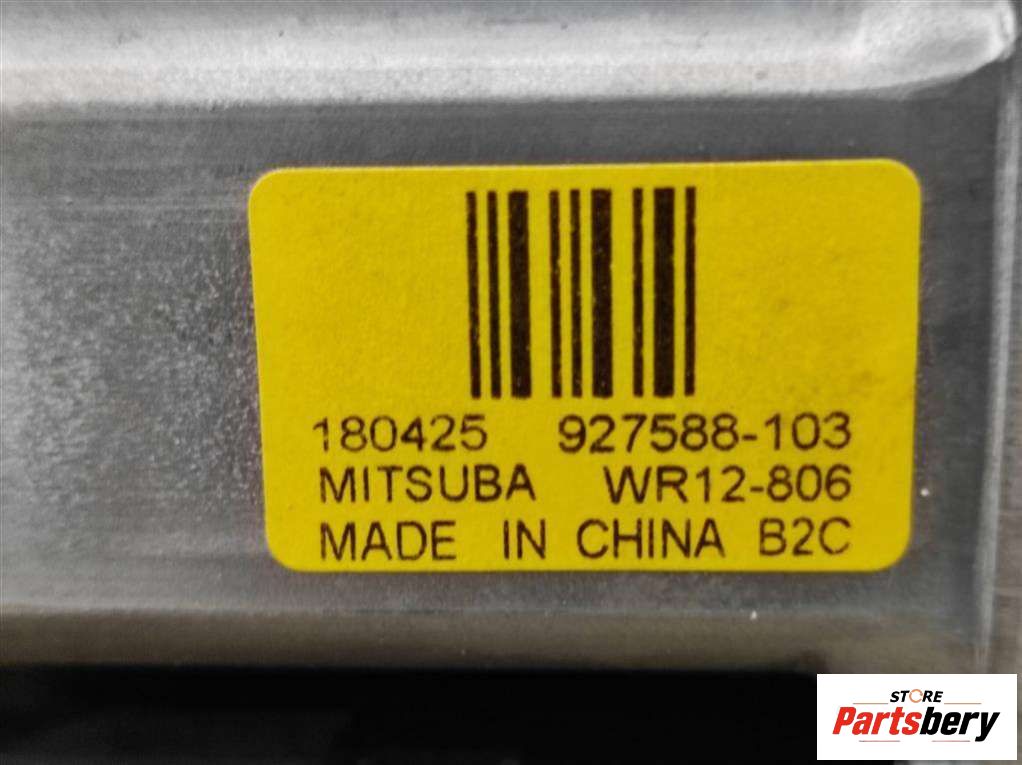 180425 927588-103
MITSUBA WR12-806
MADE IN CHINA B2C
STORE
Partsbery